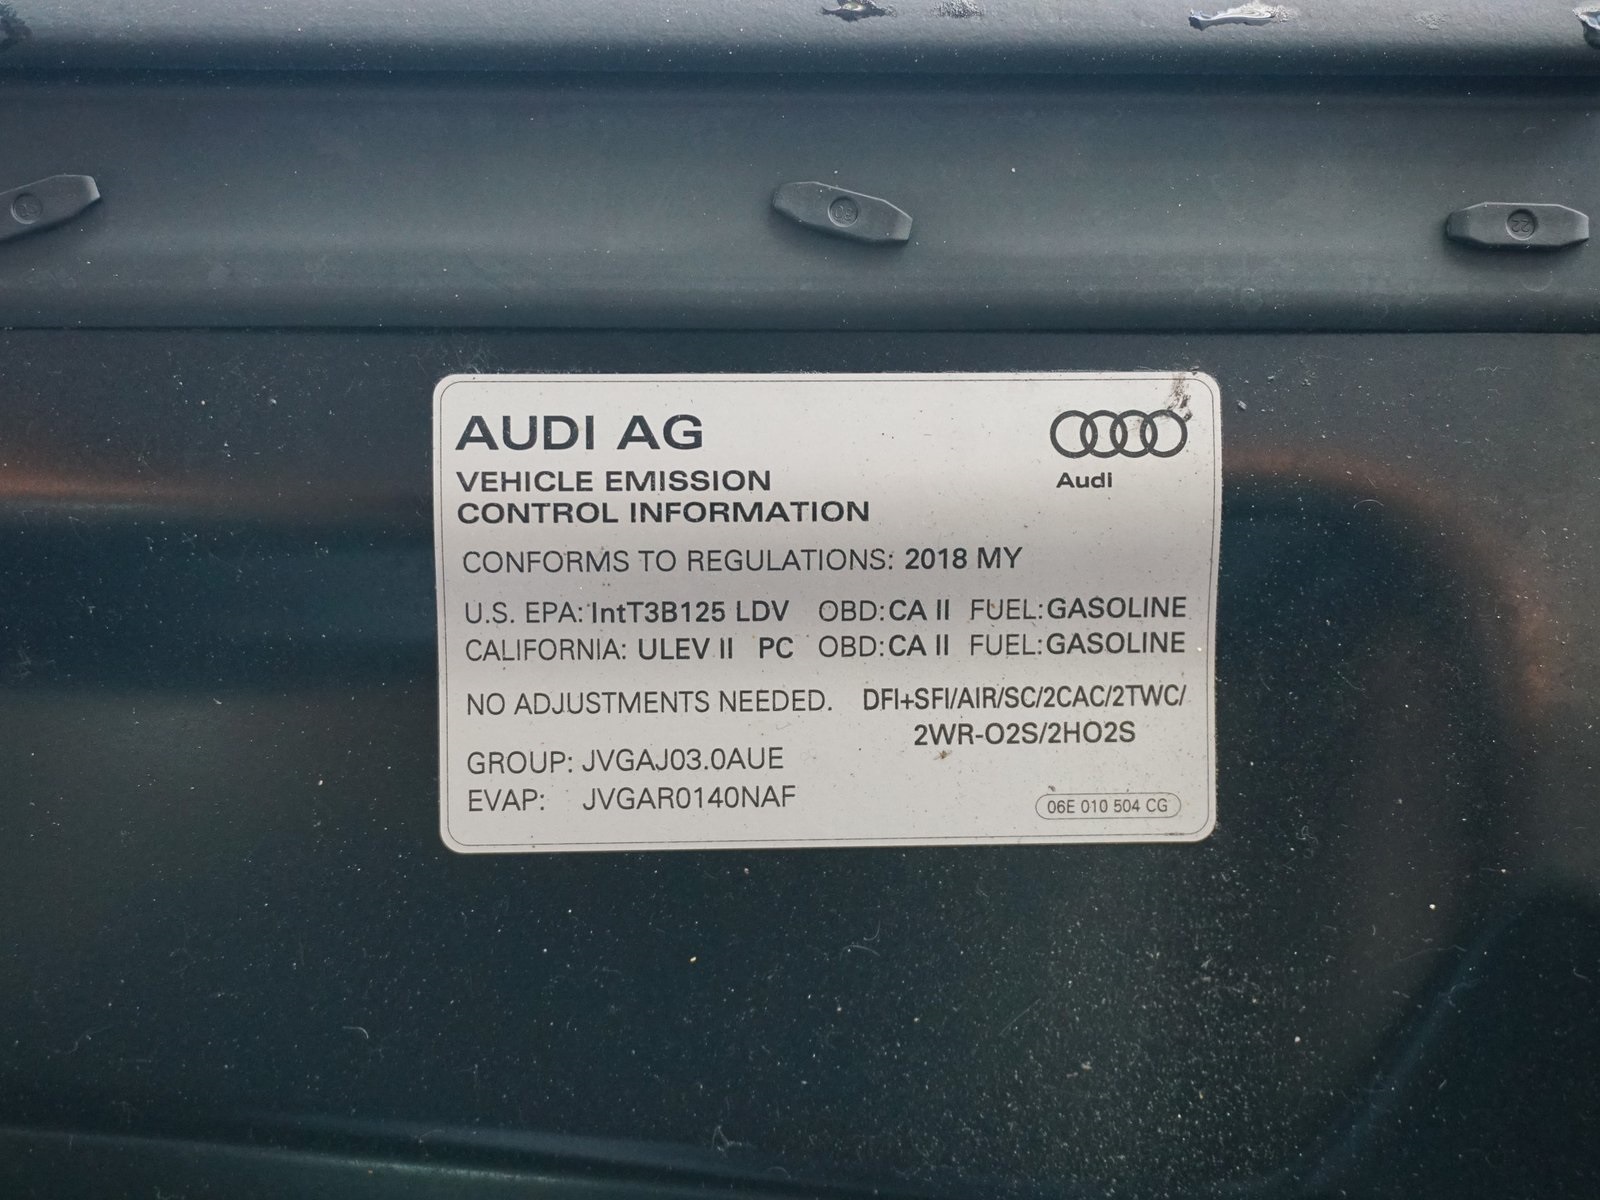 AUDI AG
Audi
VEHICLE EMISSION
CONTROL INFORMATION
CONFORMS TO REGULATIONS: 2018 MY
U.S. EPA: IntT3B125 LDV OBD: CA II FUEL: GASOLINE
CALIFORNIA: ULEV II PC OBD: CA II FUEL: GASOLINE
NO ADJUSTMENTS NEEDED. DFI+SFI/AIR/SC/2CAC/2TWC/
2WR-O2S/2HO2S
GROUP: JVGAJ03.0AUE
EVAP: JVGAR0140NAF
06E 010 504 CG
22